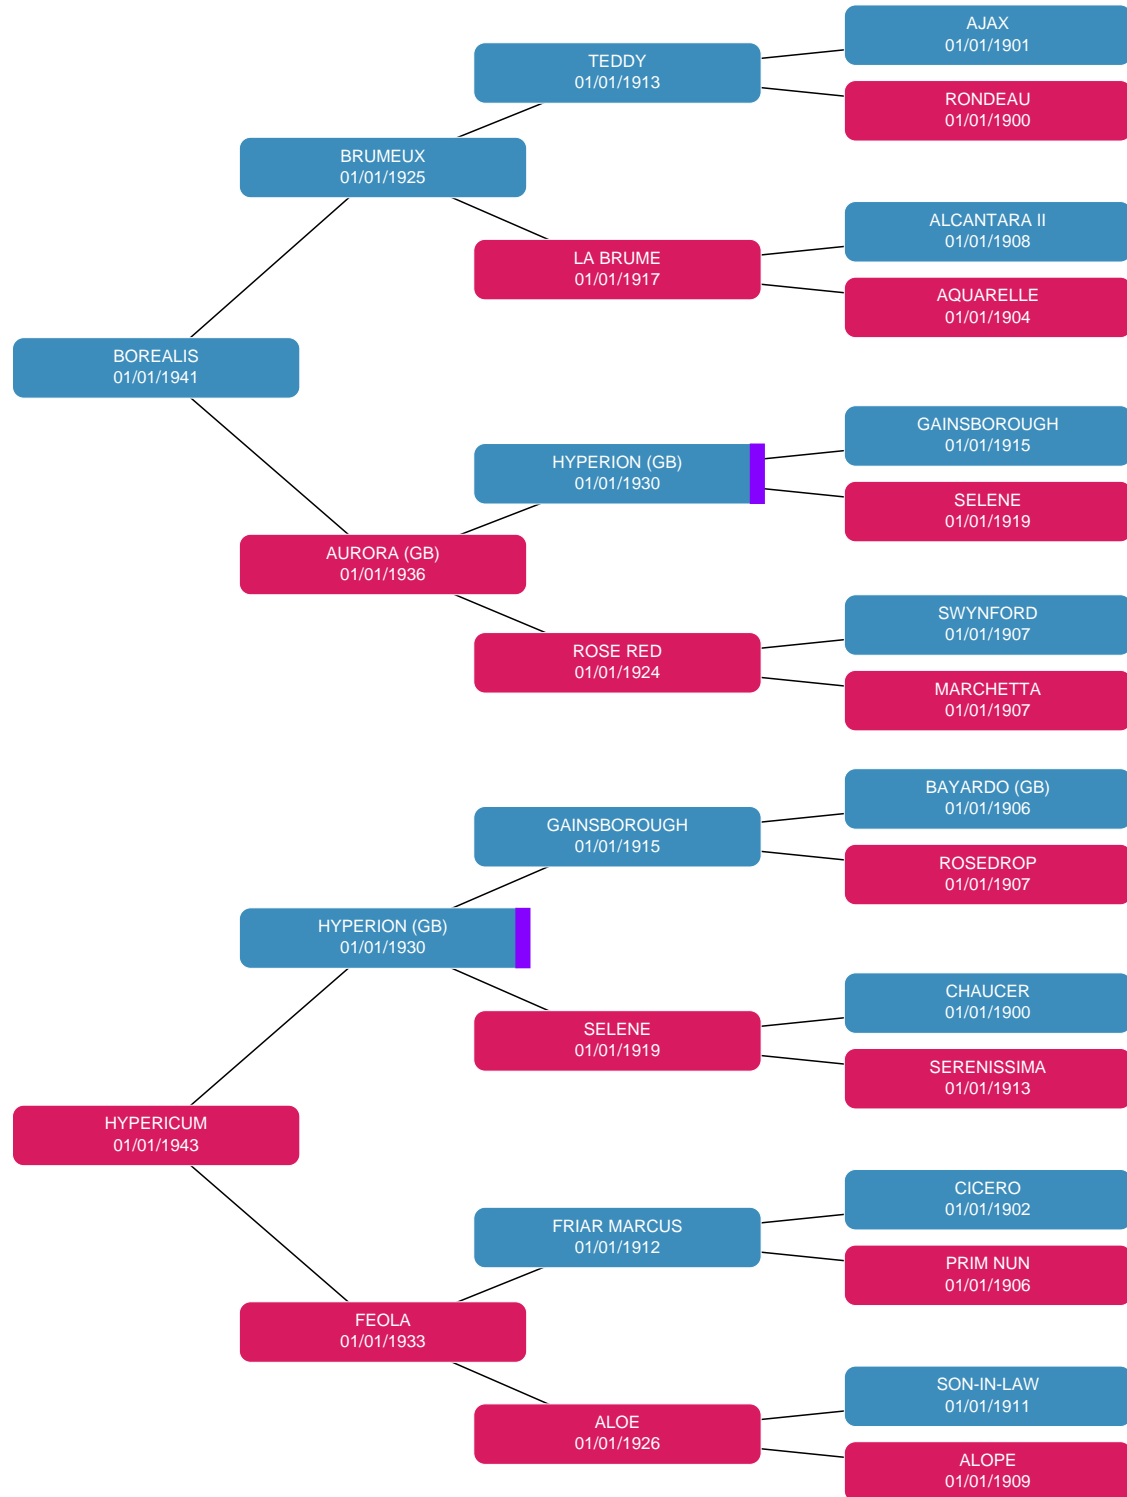 AJAX
01/01/1901
TEDDY
01/01/1913
RONDEAU
01/01/1900
BRUMEUX
01/01/1925
ALCANTARA II
01/01/1908
LA BRUME
01/01/1917
AQUARELLE
01/01/1904
BOREALIS
01/01/1941
GAINSBOROUGH
01/01/1915
HYPERION (GB)
01/01/1930
SELENE
01/01/1919
AURORA (GB)
01/01/1936
SWYNFORD
01/01/1907
ROSE RED
01/01/1924
MARCHETTA
01/01/1907
BAYARDO (GB)
01/01/1906
GAINSBOROUGH
01/01/1915
ROSEDROP
01/01/1907
HYPERION (GB)
01/01/1930
CHAUCER
01/01/1900
SELENE
01/01/1919
SERENISSIMA
01/01/1913
HYPERICUM
01/01/1943
CICERO
01/01/1902
FRIAR MARCUS
01/01/1912
PRIM NUN
01/01/1906
FEOLA
01/01/1933
SON-IN-LAW
01/01/1911
ALOE
01/01/1926
ALOPE
01/01/1909